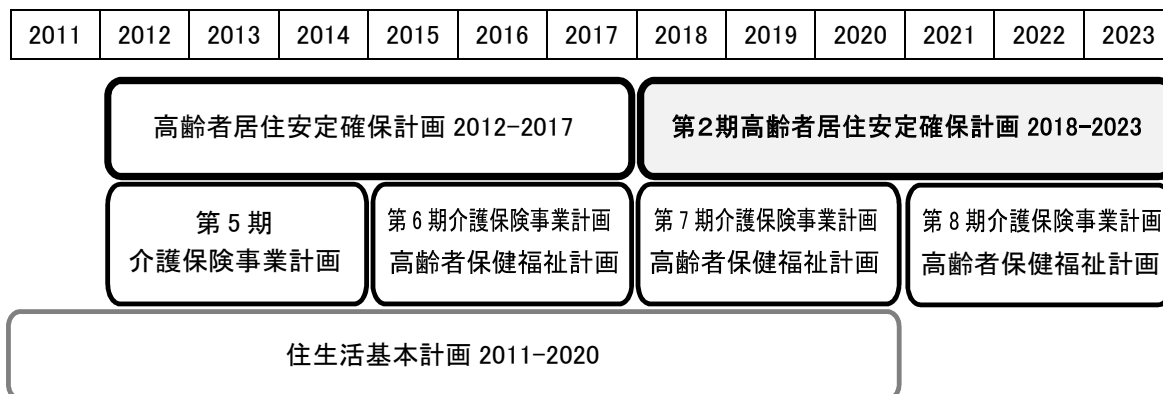 2011 2012 2013 2014 2015 2016 2017 2018 2019 2020 2021 2022 2023
高齢者居住安定確保計画 2012-2017
第2期高齢者居住安定確保計画 2018-2023
第5期
介護保険事業計画
第6期介護保険事業計画
高齢者保健福祉計画
第7期介護保険事業計画
高齢者保健福祉計画
第8期介護保険事業計画
高齢者保健福祉計画
住生活基本計画 2011-2020